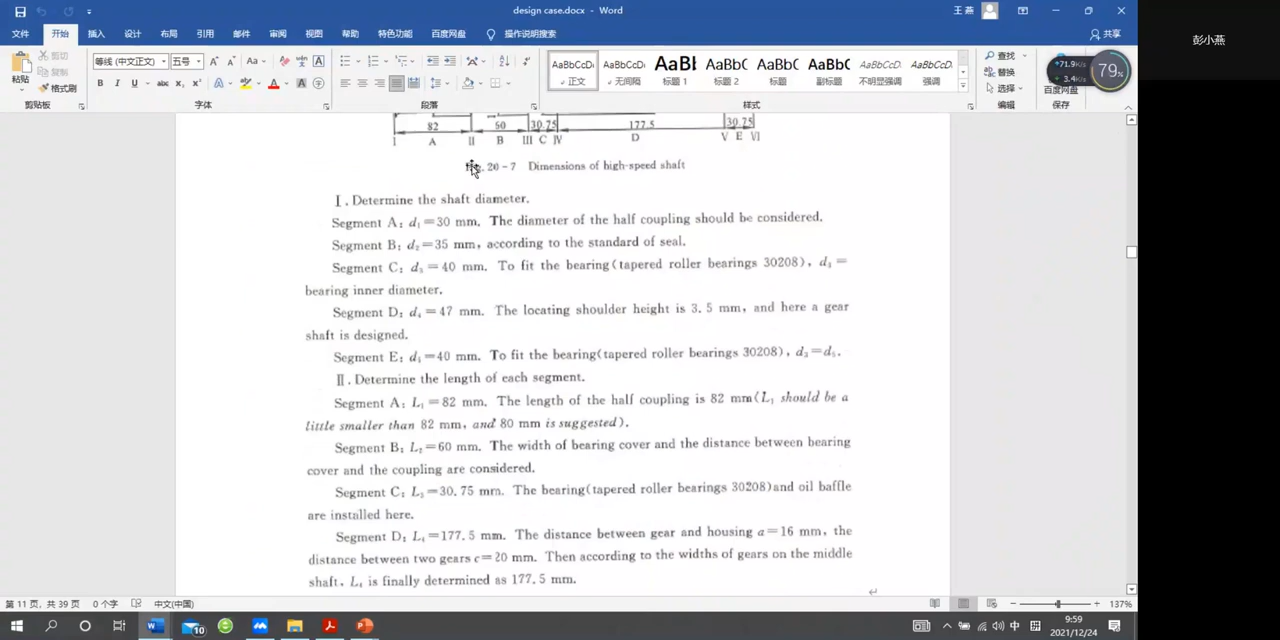 design case.docx - Word
王 燕
彭小燕
文件 开始 插入 设计 布局 引用 邮件 审阅 视图 帮助 特色功能 百度网盘 操作说明搜索 共享
粘贴 剪切 复制 格式刷
等线 (中文正文) 五号
AaBbCcDc AaBbCcDc AaBb AaBbC AaBbC AaBbC AaBbCcD AaBbCcD
正文 无间隔 标题 1 标题 2 标题 副标题 不明显强调 强调
查找 替换 选择
+71.9K/s
3.4K/s
79%
百度网盘
剪贴板 字体 段落 样式 编辑 保存
82 30.75 177.5 30.75
I A II B III C IV D V E VI
20-7 Dimensions of high-speed shaft
Ⅰ. Determine the shaft diameter.
Segment A: d₁=30 mm. The diameter of the half coupling should be considered.
Segment B: d₂=35 mm, according to the standard of seal.
Segment C: d₃=40 mm. To fit the bearing(tapered roller bearings 30208), d₃=
bearing inner diameter.
Segment D: d₄=47 mm. The locating shoulder height is 3.5 mm, and here a gear
shaft is designed.
Segment E: d₅=40 mm. To fit the bearing(tapered roller bearings 30208), d₃=d₅.
Ⅱ. Determine the length of each segment.
Segment A: L₁=82 mm. The length of the half coupling is 82 mm(L₁ should be a
little smaller than 82 mm, and 80 mm is suggested).
Segment B: L₂=60 mm. The width of bearing cover and the distance between bearing
cover and the coupling are considered.
Segment C: L₃=30.75 mm. The bearing(tapered roller bearings 30208)and oil baffle
are installed here.
Segment D: L₄=177.5 mm. The distance between gear and housing a=16 mm, the
distance between two gears c=20 mm. Then according to the widths of gears on the middle
shaft, L₄ is finally determined as 177.5 mm.
第 11 页，共 39 页 0 个字 中文(中国) 137%
10
中
9:59
2021/12/24